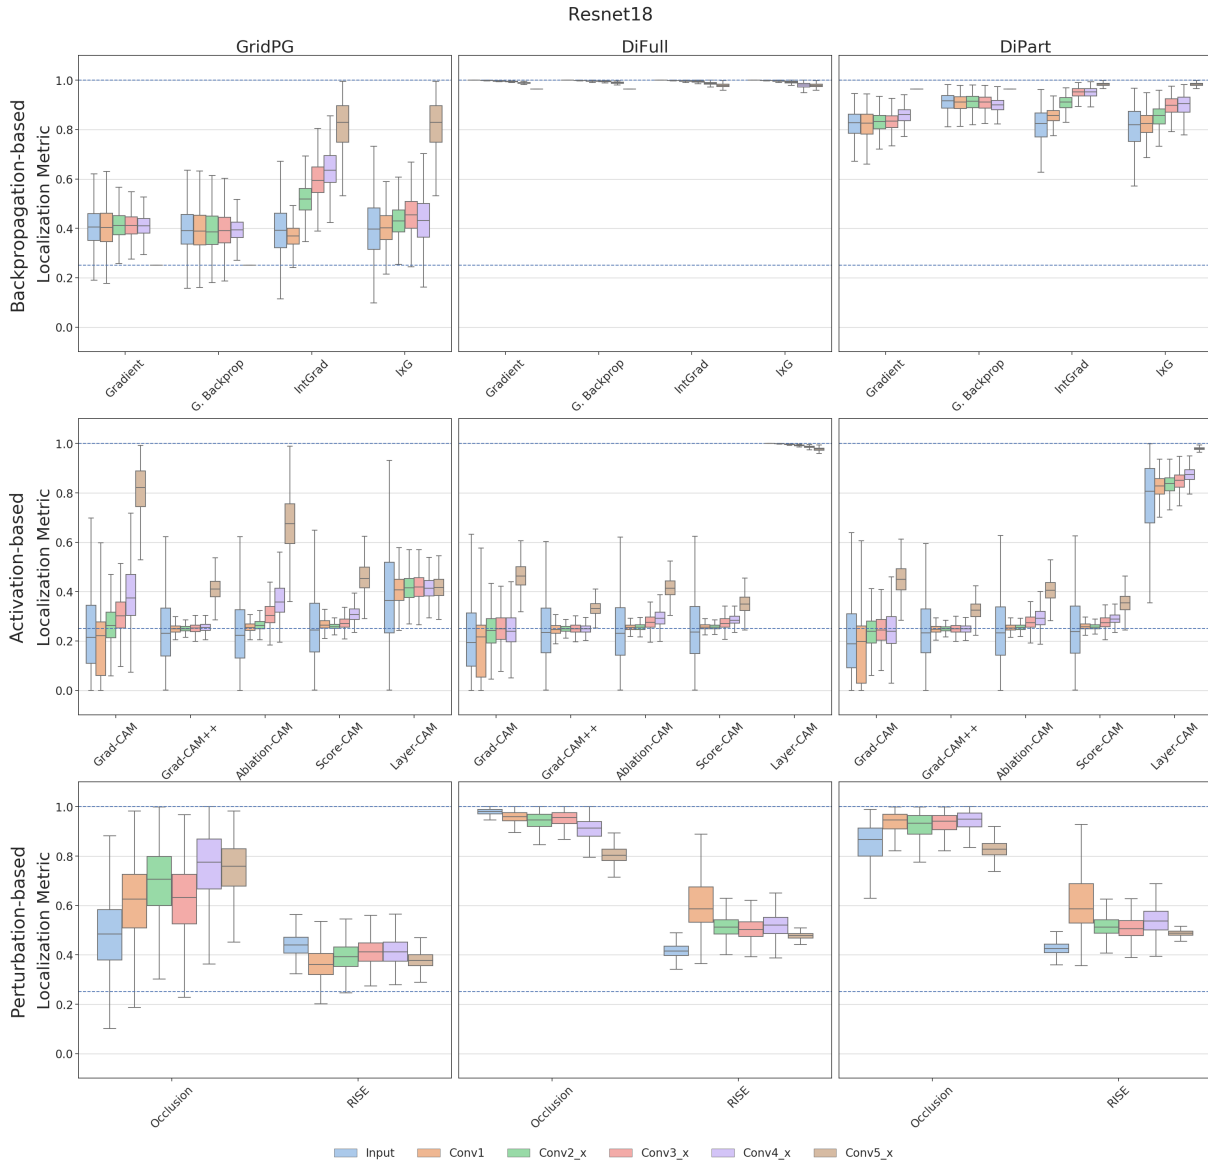 Resnet18
GridPG DiFull DiPart
Backpropagation-based
Localization Metric
1.0
0.8
0.6
0.4
0.2
0.0
Gradient G. Backprop IntGrad IxG Gradient G. Backprop IntGrad IxG Gradient G. Backprop IntGrad IxG
Activation-based
Localization Metric
1.0
0.8
0.6
0.4
0.2
0.0
Grad-CAM Grad-CAM++ Ablation-CAM Score-CAM Layer-CAM Grad-CAM Grad-CAM++ Ablation-CAM Score-CAM Layer-CAM Grad-CAM Grad-CAM++ Ablation-CAM Score-CAM Layer-CAM
Perturbation-based
Localization Metric
1.0
0.8
0.6
0.4
0.2
0.0
Occlusion RISE Occlusion RISE Occlusion RISE
Input Conv1 Conv2_x Conv3_x Conv4_x Conv5_x